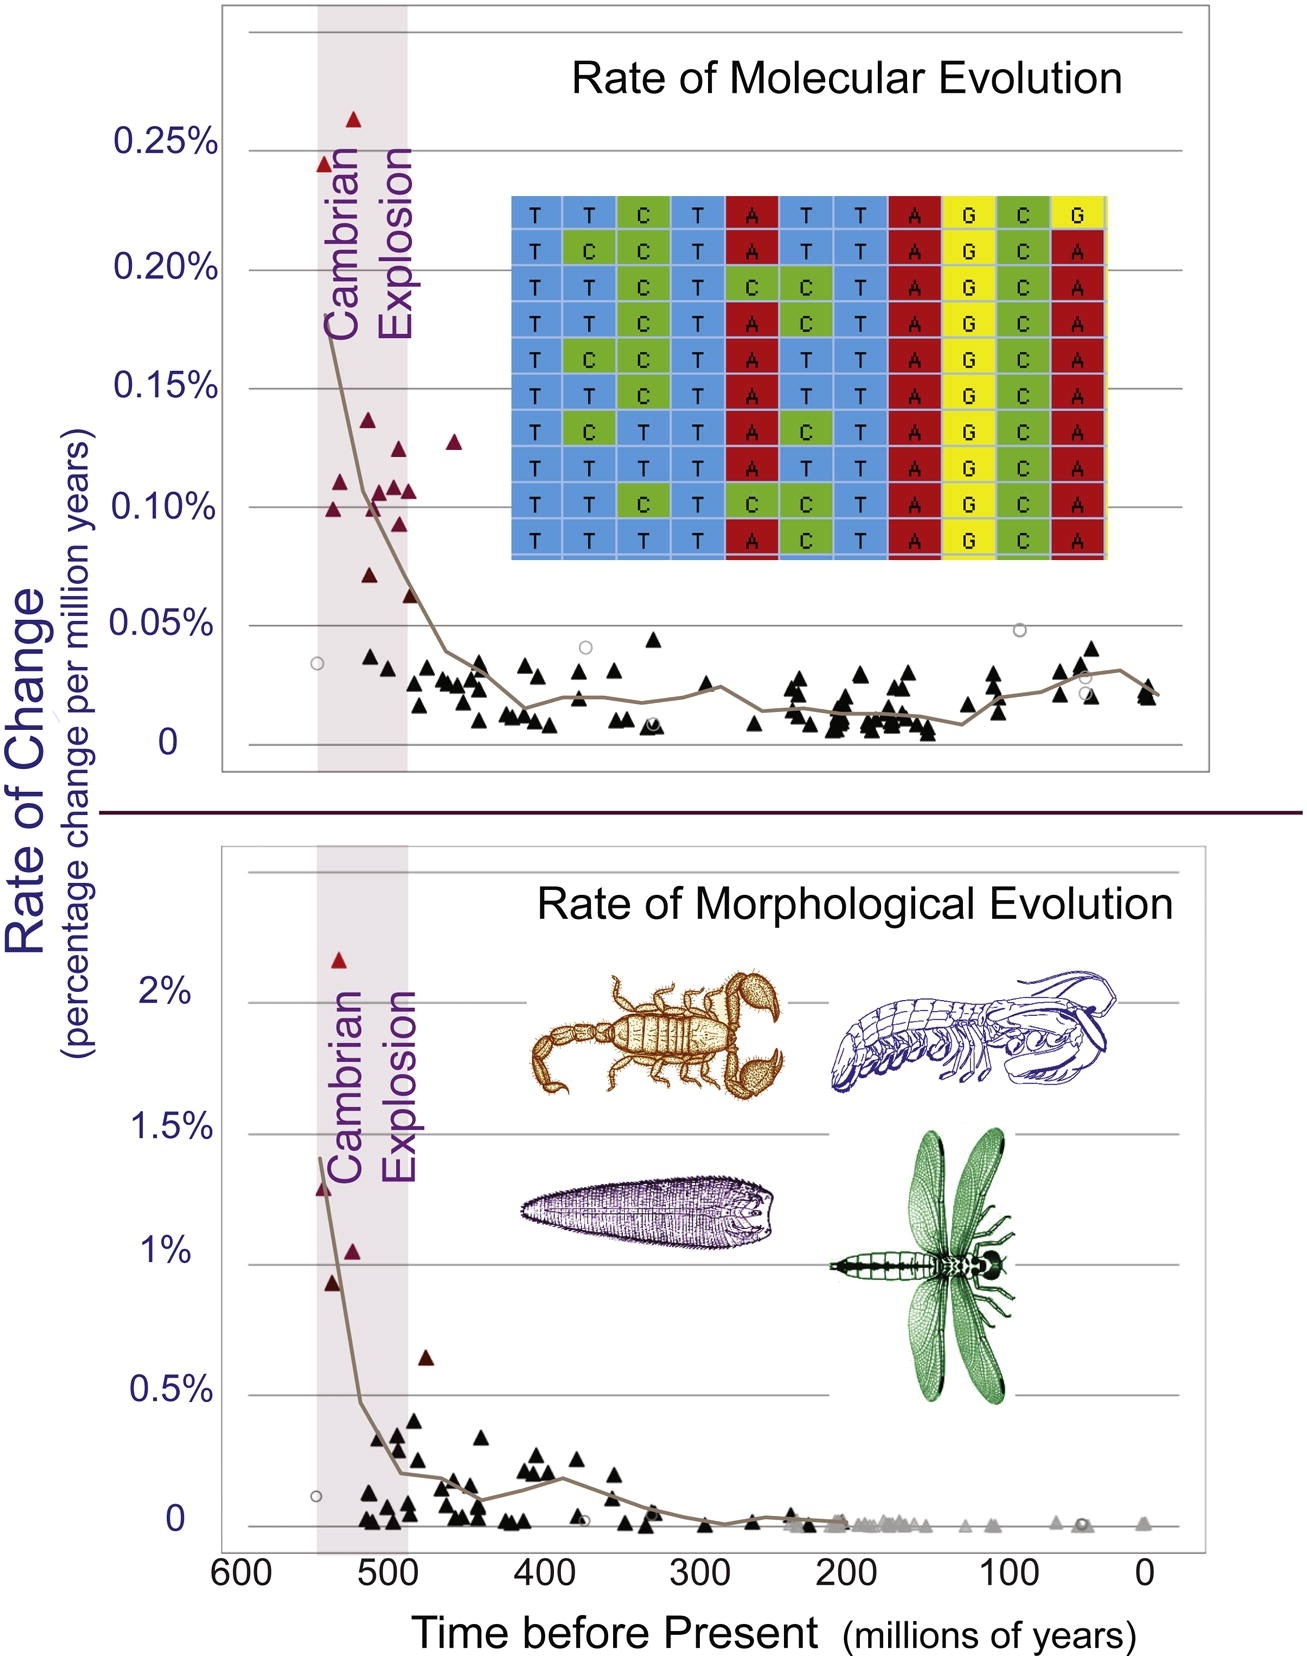 Rate of Change
(percentage change per million years)
Rate of Molecular Evolution
0.25%
0.20%
0.15%
0.10%
0.05%
0
Cambrian
Explosion
T T C T A T T A G C G
T C C T A T T A G C A
T T C T C C T A G C A
T T C T A C T A G C A
T C C T A T T A G C A
T T C T A T T A G C A
T C T T A C T A G C A
T T T T A T T A G C A
T T C T C C T A G C A
T T T T A C T A G C A
Rate of Morphological Evolution
2%
1.5%
1%
0.5%
0
Cambrian
Explosion
600 500 400 300 200 100 0
Time before Present (millions of years)